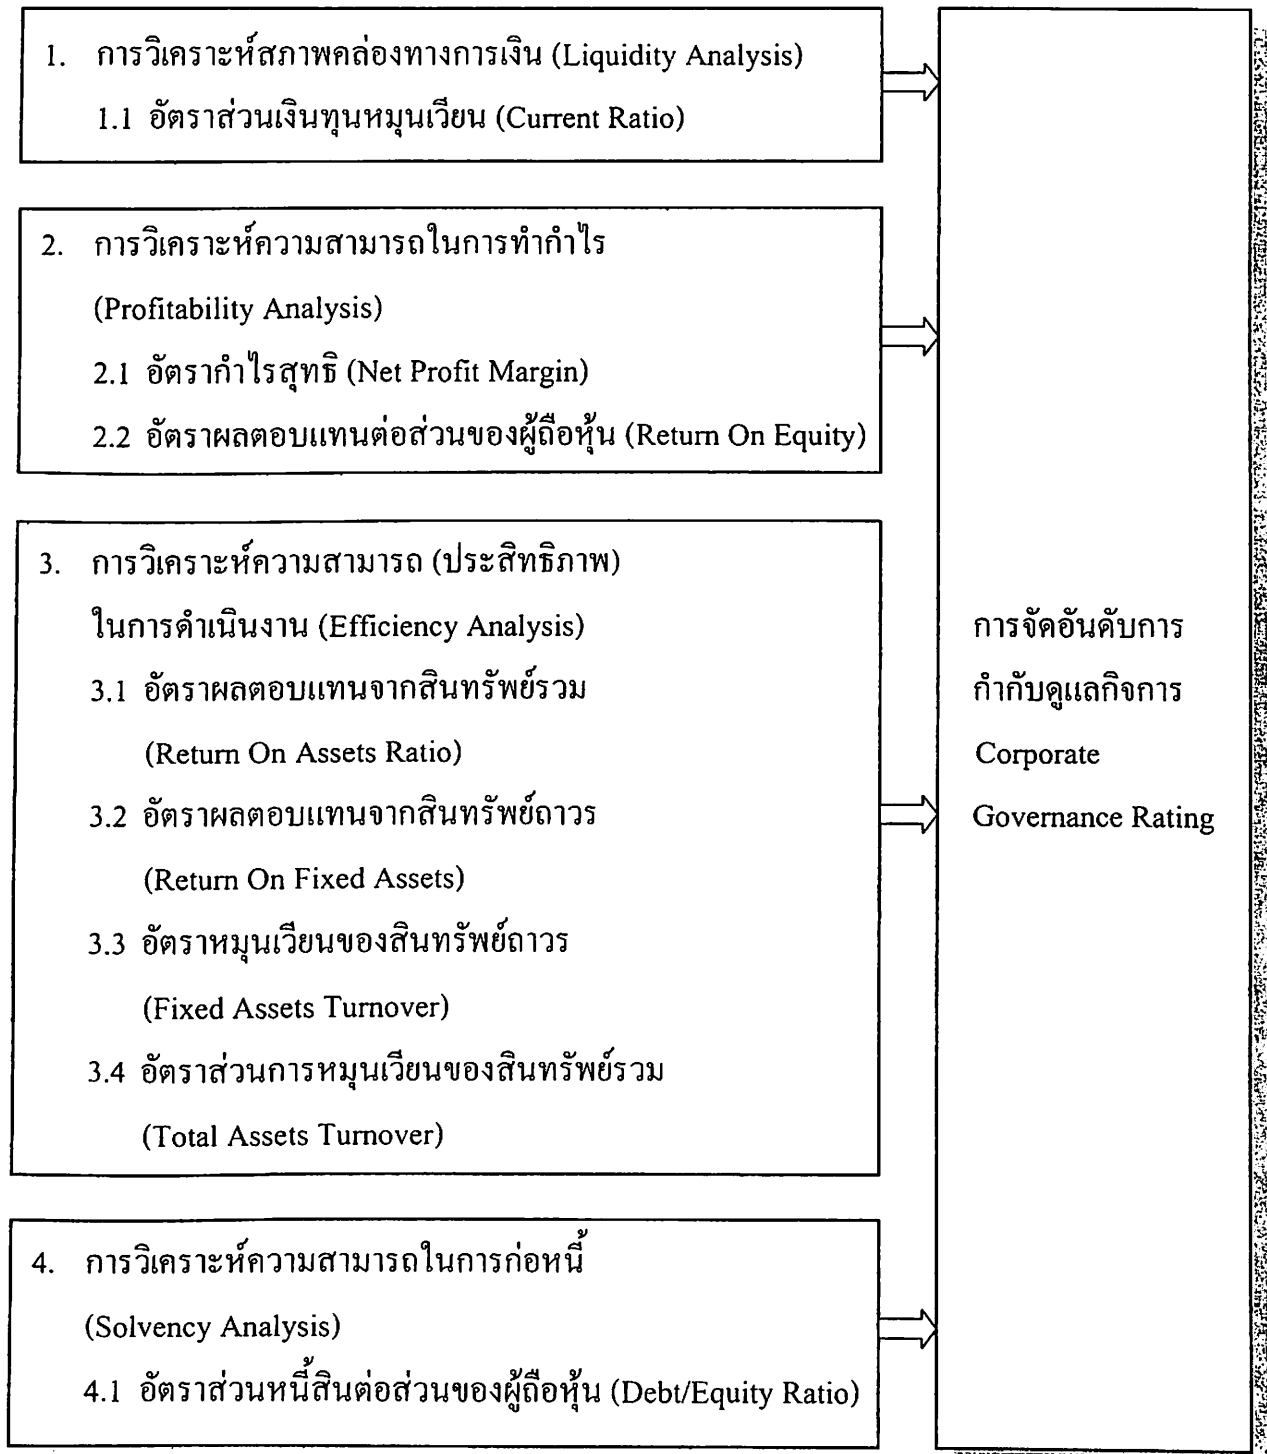 1. การวิเคราะห์สภาพคล่องทางการเงิน (Liquidity Analysis)
1.1 อัตราส่วนเงินทุนหมุนเวียน (Current Ratio)
2. การวิเคราะห์ความสามารถในการทำกำไร
(Profitability Analysis)
2.1 อัตรากำไรสุทธิ (Net Profit Margin)
2.2 อัตราผลตอบแทนต่อส่วนของผู้ถือหุ้น (Return On Equity)
3. การวิเคราะห์ความสามารถ (ประสิทธิภาพ)
ในการดำเนินงาน (Efficiency Analysis)
3.1 อัตราผลตอบแทนจากสินทรัพย์รวม
(Return On Assets Ratio)
3.2 อัตราผลตอบแทนจากสินทรัพย์ถาวร
(Return On Fixed Assets)
3.3 อัตราหมุนเวียนของสินทรัพย์ถาวร
(Fixed Assets Turnover)
3.4 อัตราส่วนการหมุนเวียนของสินทรัพย์รวม
(Total Assets Turnover)
4. การวิเคราะห์ความสามารถในการก่อหนี้
(Solvency Analysis)
4.1 อัตราส่วนหนี้สินต่อส่วนของผู้ถือหุ้น (Debt/Equity Ratio)
การจัดอันดับการ
กำกับดูแลกิจการ
Corporate
Governance Rating